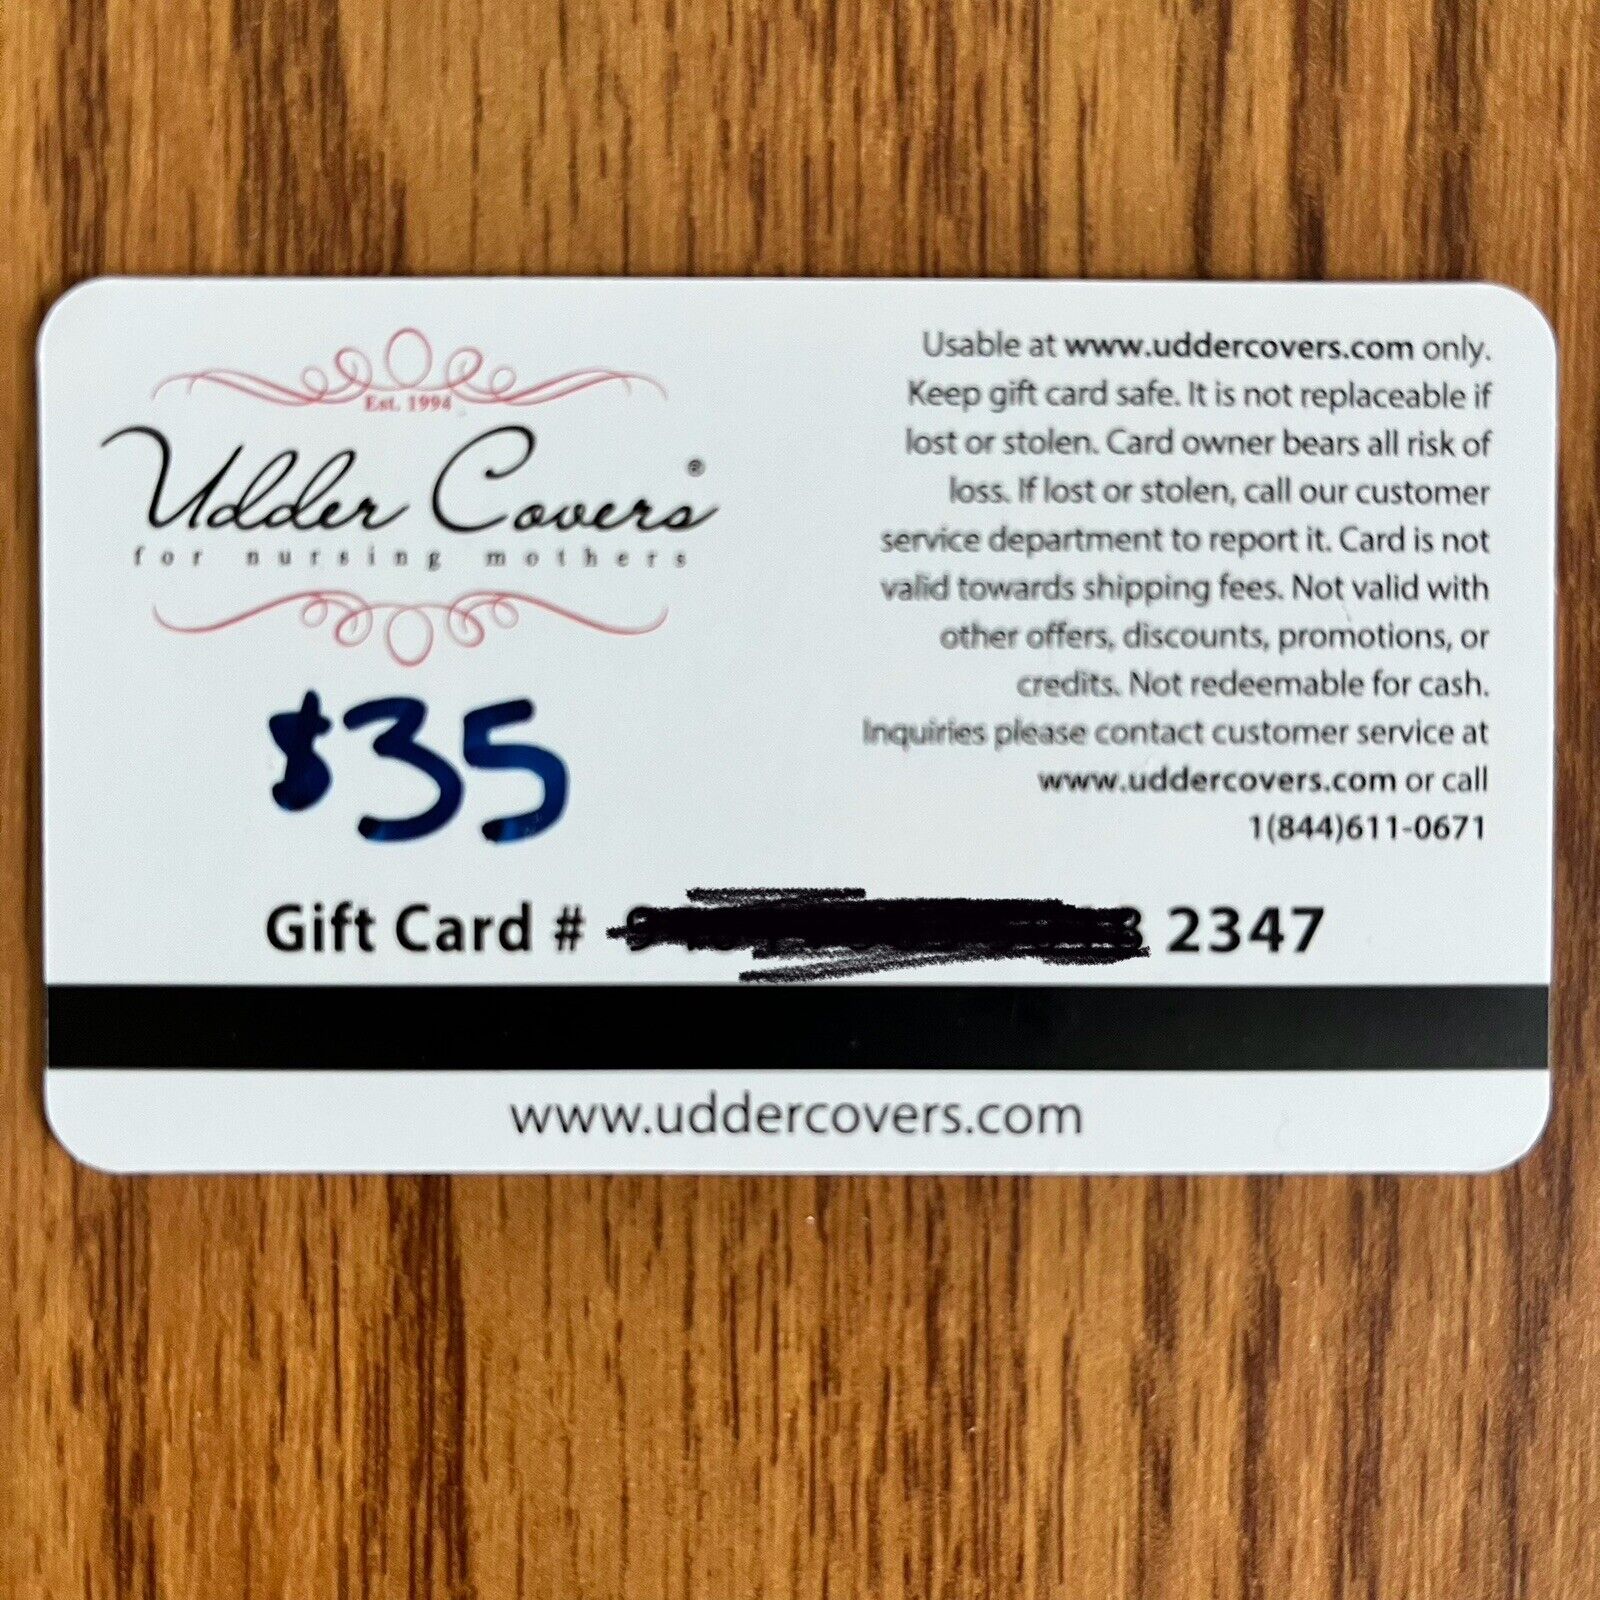 Est. 1994
Udder Covers®
for nursing mothers
$35
Usable at www.uddercovers.com only.
Keep gift card safe. It is not replaceable if
lost or stolen. Card owner bears all risk of
loss. If lost or stolen, call our customer
service department to report it. Card is not
valid towards shipping fees. Not valid with
other offers, discounts, promotions, or
credits. Not redeemable for cash.
Inquiries please contact customer service at
www.uddercovers.com or call
1(844)611-0671
Gift Card # 2347
www.uddercovers.com